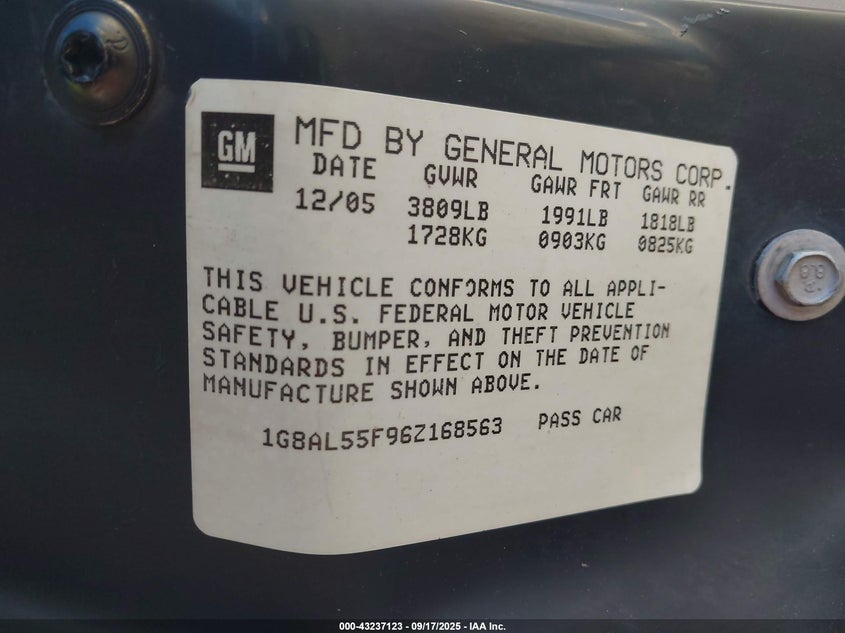 GM
MFD BY GENERAL MOTORS CORP.
DATE GVWR GAWR FRT GAWR RR
12/05 3809LB 1991LB 1818LB
1728KG 0903KG 0825KG
THIS VEHICLE CONFORMS TO ALL APPLI-
CABLE U.S. FEDERAL MOTOR VEHICLE
SAFETY, BUMPER, AND THEFT PREVENTION
STANDARDS IN EFFECT ON THE DATE OF
MANUFACTURE SHOWN ABOVE.
1G8AL55F96Z168563 PASS CAR
000-43237123 - 09/17/2025 - IAA Inc.